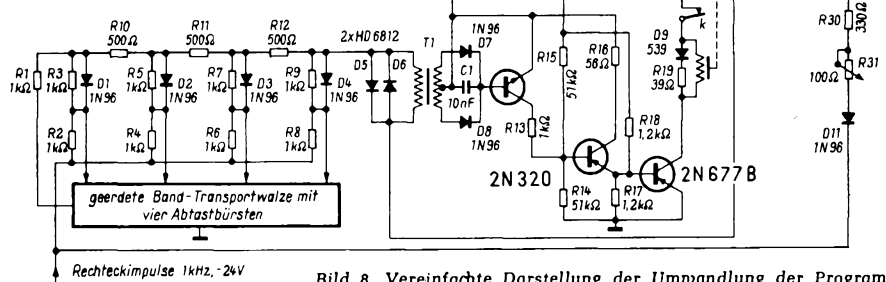 R10
500Ω
R11
500Ω
R12
500Ω
2xHD6812
T1
1N96
D7
C1
10nF
D8
1N96
R15
51kΩ
R16
56Ω
D9
539
k
R19
39Ω
R30
330Ω
R31
100Ω
D11
1N96
R1
1kΩ
R3
1kΩ
D1
1N96
R5
1kΩ
D2
1N96
R7
1kΩ
D3
1N96
R9
1kΩ
D4
1N96
D5
D6
R2
1kΩ
R4
1kΩ
R6
1kΩ
R8
1kΩ
R13
1kΩ
R18
1,2kΩ
2N320
R14
51kΩ
R17
1,2kΩ
2N677B
geerdete Band-Transportwalze mit
vier Abtastbürsten
Rechteckimpulse 1kHz,-24V
Bild 8. Vereinfachte Darstellung der Umwandlung der Program